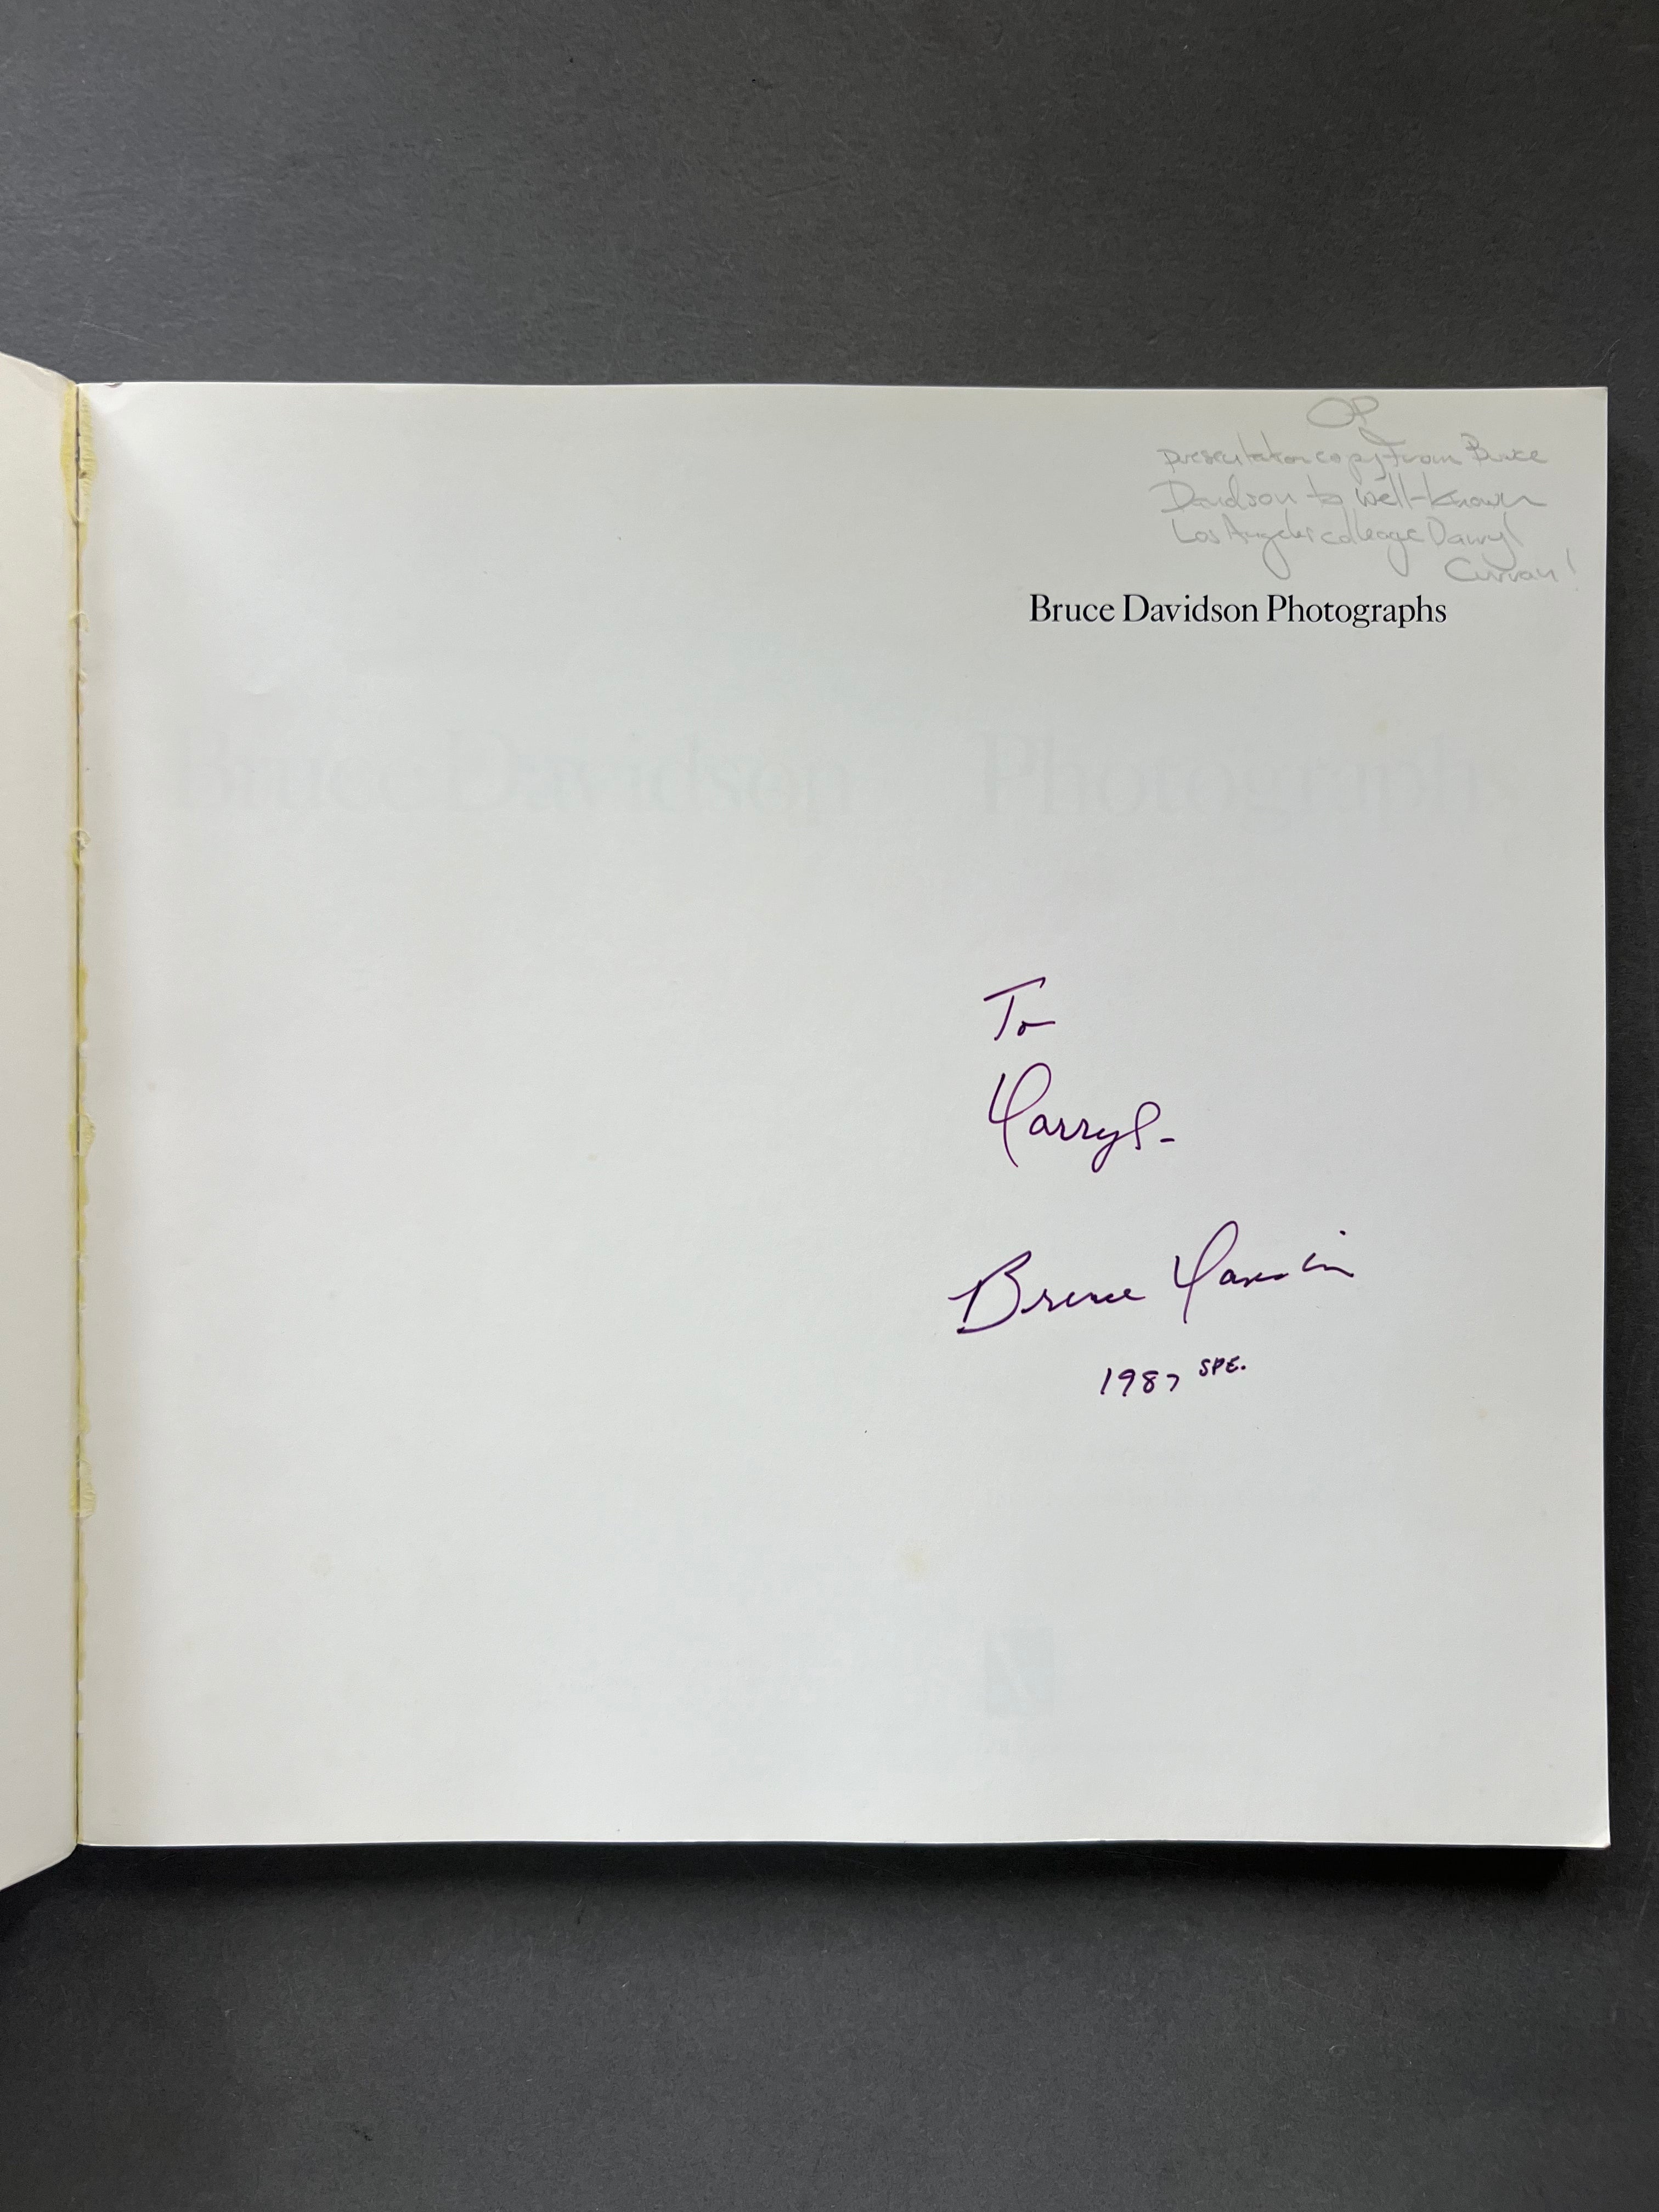 OP
presentation copy from Bruce
Davidson to well-known
Los Angeles colleage Darryl
Curran!
Bruce Davidson Photographs
Bruce Davidson Photographs
To
Darryl -
Bruce Davidson
1987 SPE.